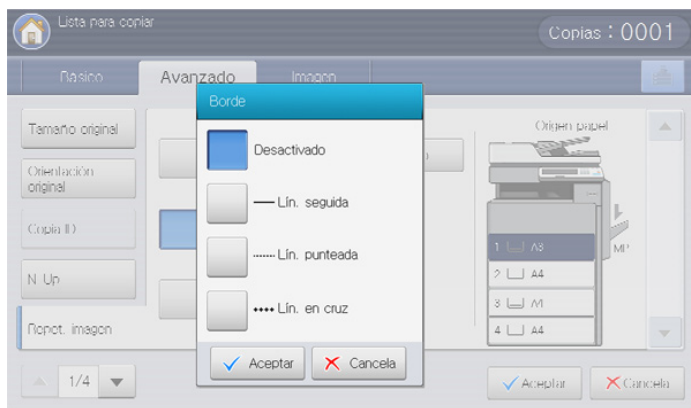 Lista para copiar
Copias : 0001
Básico
Avanzado
Imagen
Borde
Tamaño original
Desactivado
Origen papel
Orientación
original
Lín. seguida
Copia ID
Lín. punteada
1 A3
MP
2 A4
N Up
3 A4
Lín. en cruz
Repet. imagen
4 A4
1/4
Aceptar
Cancela
Aceptar
Cancela